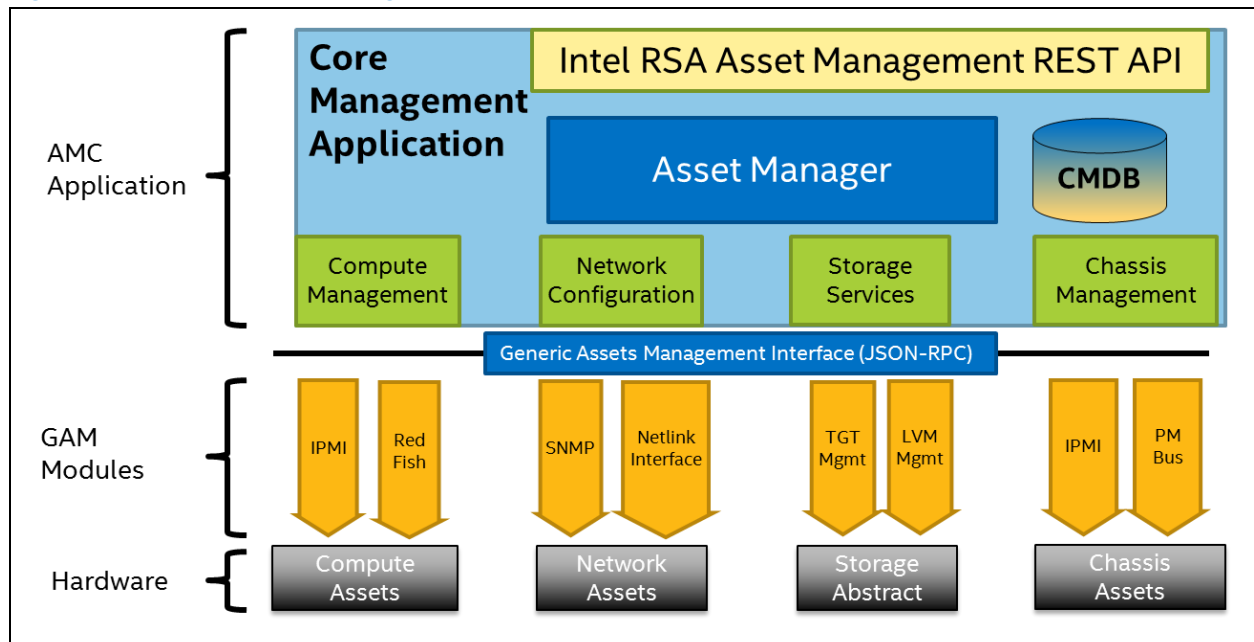 Core
Management
Application
Intel RSA Asset Management REST API
AMC
Application
Asset Manager
CMDB
Compute
Management
Network
Configuration
Storage
Services
Chassis
Management
Generic Assets Management Interface (JSON-RPC)
GAM
Modules
IPMI
Red
Fish
SNMP
Netlink
Interface
TGT
Mgmt
LVM
Mgmt
IPMI
PM
Bus
Hardware
Compute
Assets
Network
Assets
Storage
Abstract
Chassis
Assets